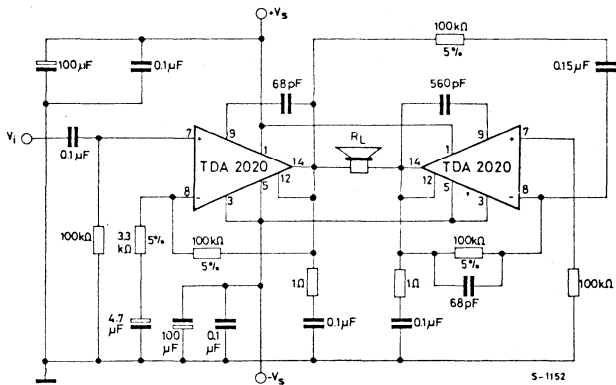 +Vs
100kΩ
5%
100µF
0.1µF
68pF
560pF
0.15µF
Vi
0.1µF
7
9
1
TDA 2020
14
12
5
3
8
RL
9
7
1
TDA 2020
14
12
5
3
8
100kΩ
3.3
kΩ
5%
100kΩ
5%
1Ω
1Ω
100kΩ
5%
68pF
100kΩ
4.7
µF
100
µF
0.1
µF
0.1µF
0.1µF
-Vs
S-1152